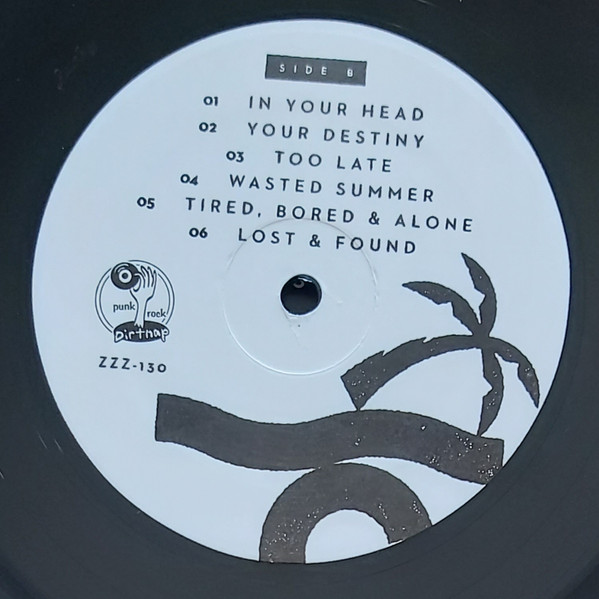 SIDE B
01 IN YOUR HEAD
02 YOUR DESTINY
03 TOO LATE
04 WASTED SUMMER
05 TIRED, BORED & ALONE
06 LOST & FOUND
punk rock
Dirtnap
ZZZ-130